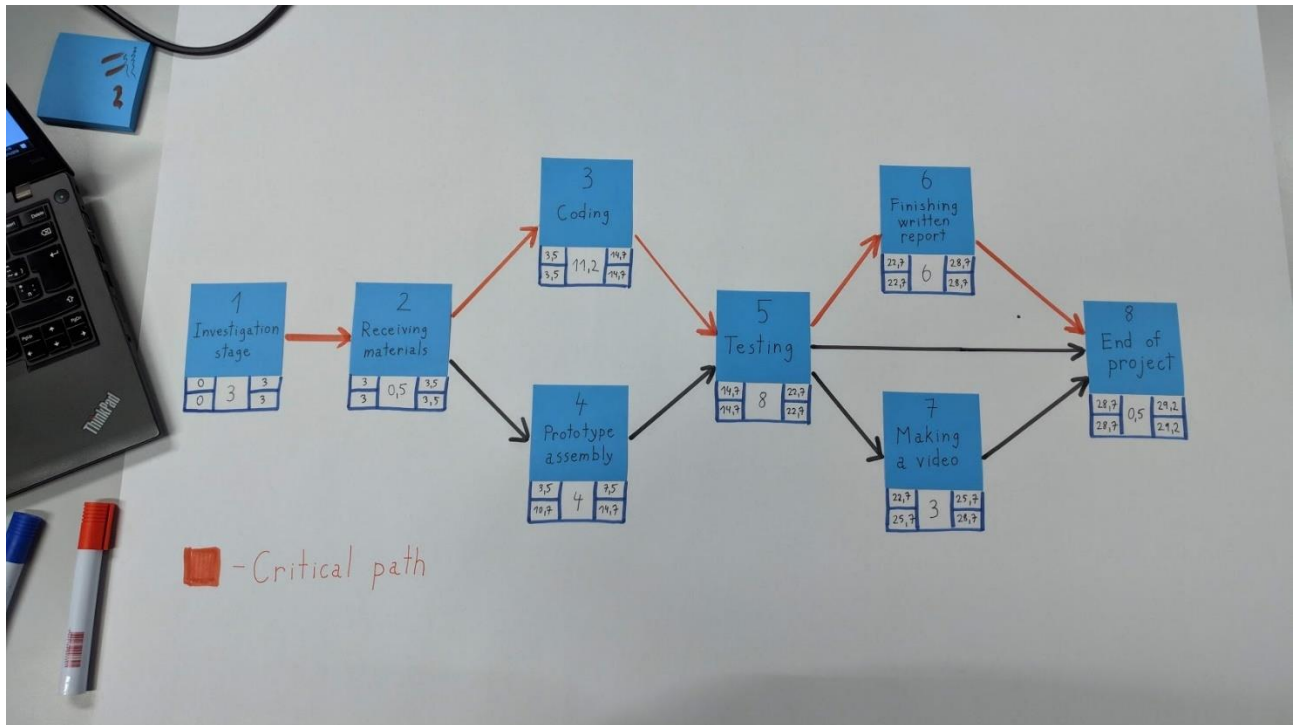 1
Investigation
stage
0 3 3
0 3
2
Receiving
materials
3 0,5 3,5
3 3,5
3
Coding
3,5 11,2 14,7
3,5 14,7
4
Prototype
assembly
3,5 4 7,5
10,7 14,7
5
Testing
14,7 8 22,7
14,7 22,7
6
Finishing
written
report
22,7 6 28,7
22,7 28,7
7
Making
a video
22,7 3 25,7
25,7 28,7
8
End of
project
28,7 0,5 29,2
28,7 29,2
- Critical path
ThinkPad